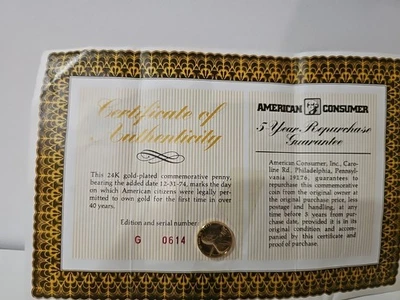 Certificate of
Authenticity
This 24K gold-plated commemorative penny,
bearing the added date 12-31-74, marks the day
on which American citizens were legally per-
mitted to own gold for the first time in over
40 years.
Edition and serial number
G 0614
AMERICAN CONSUMER
5-Year Repurchase
Guarantee
American Consumer, Inc., Caro-
line Rd., Philadelphia, Pennsyl-
vania 19176, guarantees to
repurchase this commemorative
coin from the original owner at
the original purchase price, less
postage and handling, at any
time before 5 years from pur-
chase date, provided it is in its
original condition and accom-
panied by this certificate and
proof of purchase.